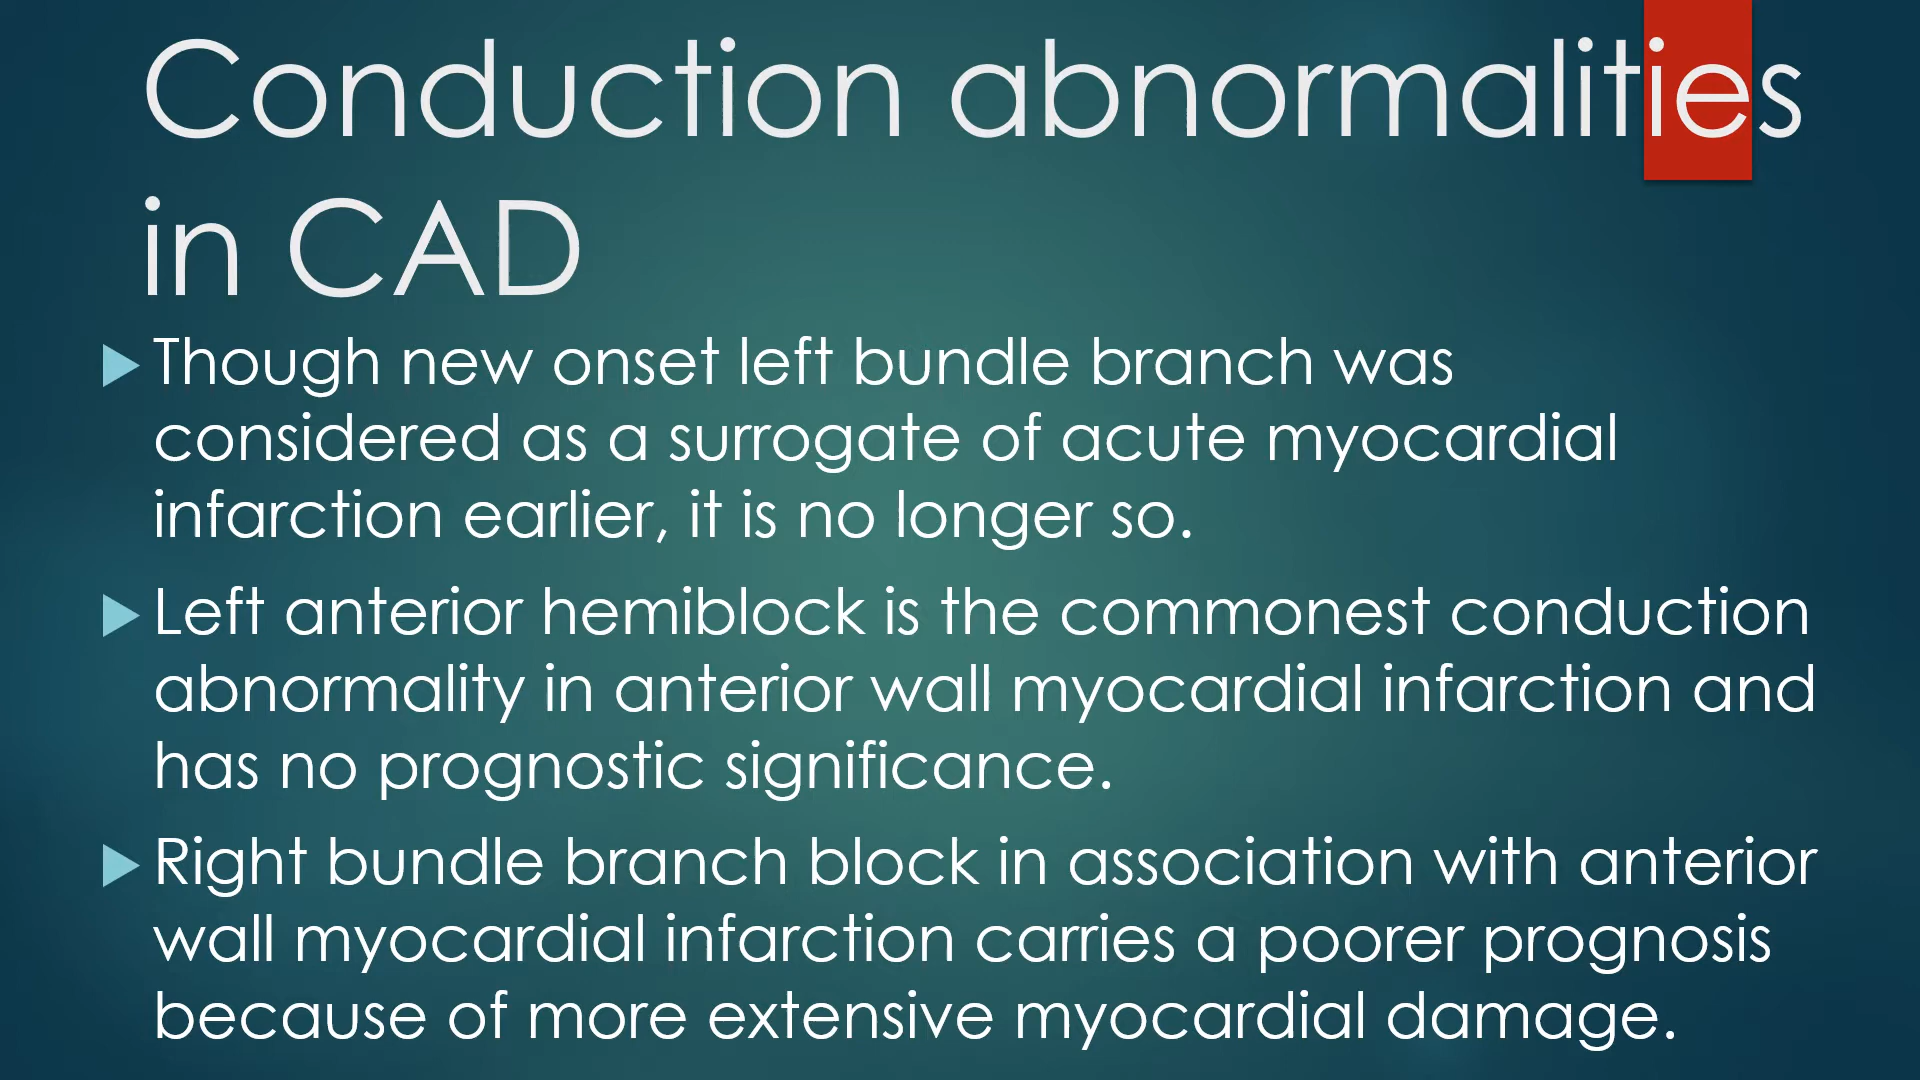 Conduction abnormalities
in CAD
Though new onset left bundle branch was
considered as a surrogate of acute myocardial
infarction earlier, it is no longer so.
Left anterior hemiblock is the commonest conduction
abnormality in anterior wall myocardial infarction and
has no prognostic significance.
Right bundle branch block in association with anterior
wall myocardial infarction carries a poorer prognosis
because of more extensive myocardial damage.